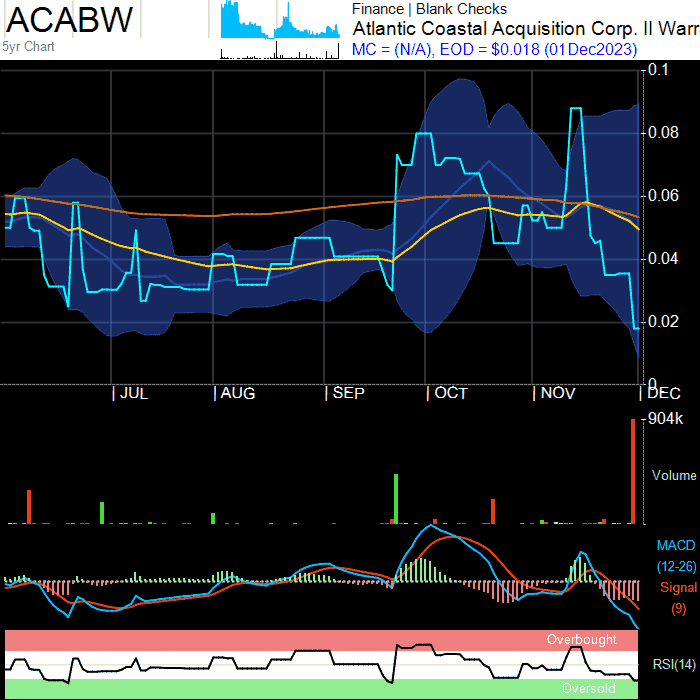 ACABW
5yr Chart
Finance | Blank Checks
Atlantic Coastal Acquisition Corp. II Warr
MC = (N/A), EOD = $0.018 (01Dec2023)
0.1
0.08
0.06
0.04
0.02
0
JUL
AUG
SEP
OCT
NOV
DEC
904k
Volume
MACD
(12-26)
Signal
(9)
Overbought
RSI(14)
Oversold